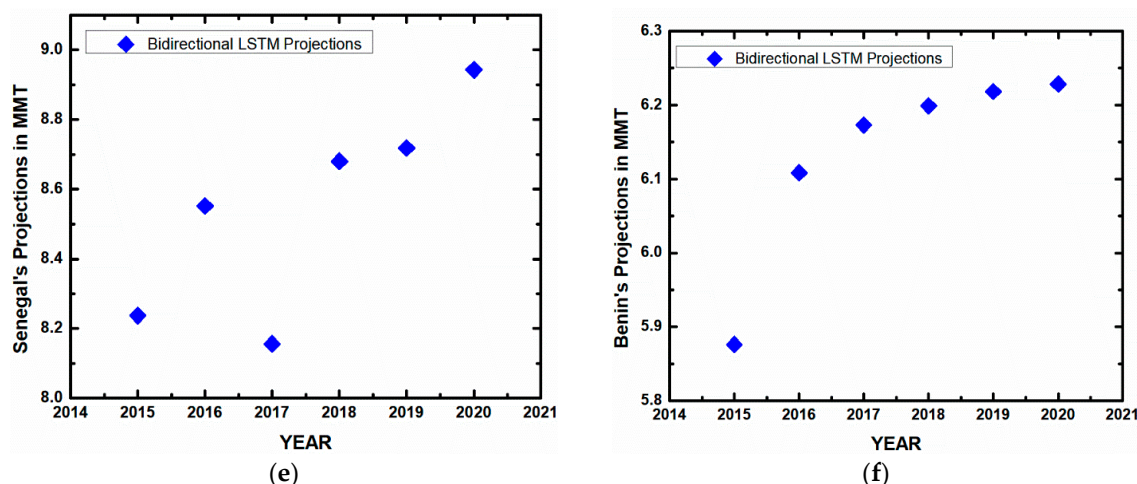 Bidirectional LSTM Projections
Senegal's Projections in MMT
9.0
8.8
8.6
8.4
8.2
8.0
2014 2015 2016 2017 2018 2019 2020 2021
YEAR
(e)
Bidirectional LSTM Projections
Benin's Projections in MMT
6.3
6.2
6.1
6.0
5.9
5.8
2014 2015 2016 2017 2018 2019 2020 2021
YEAR
(f)